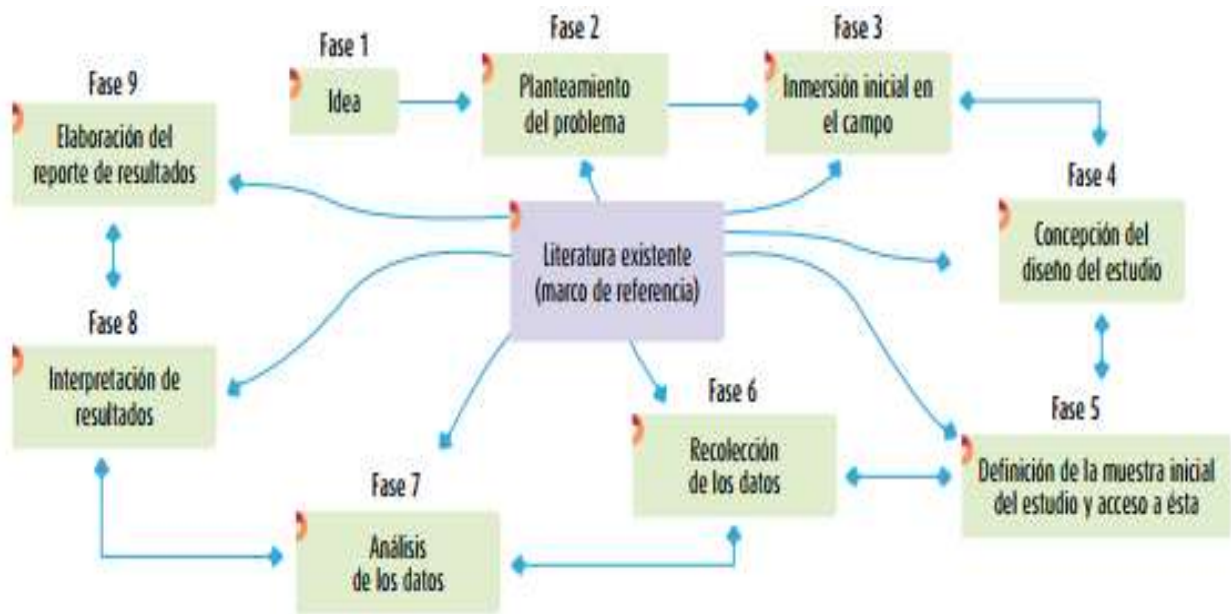 Fase 1
Idea
Fase 2
Planteamiento
del problema
Fase 3
Inmersión inicial en
el campo
Fase 4
Concepción del
diseño del estudio
Fase 5
Definición de la muestra inicial
del estudio y acceso a ésta
Fase 6
Recolección
de los datos
Fase 7
Análisis
de los datos
Fase 8
Interpretación de
resultados
Fase 9
Elaboración del
reporte de resultados
Literatura existente
(marco de referencia)